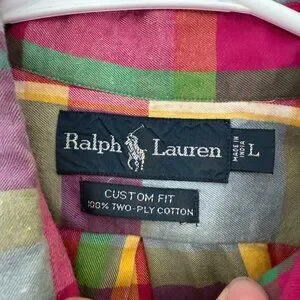 Ralph Lauren
MADE IN
INDIA
L
CUSTOM FIT
100% TWO-PLY COTTON